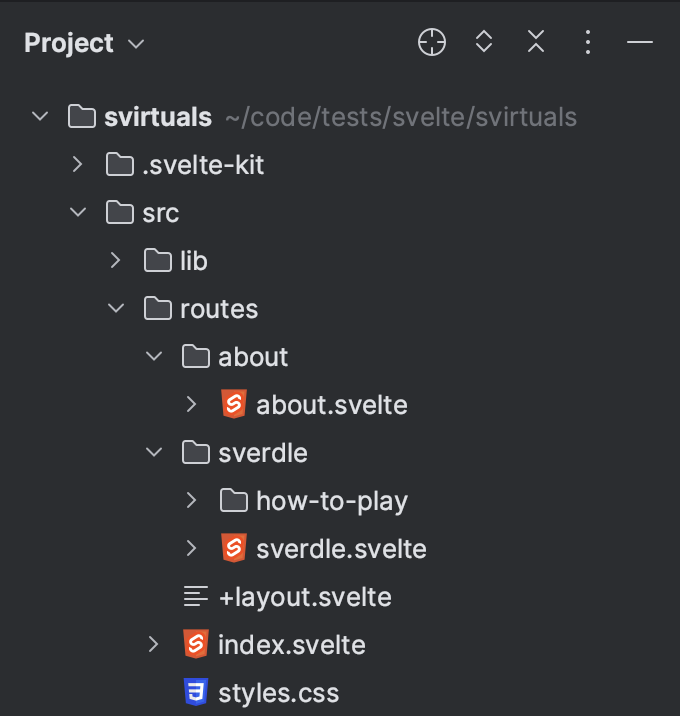 Project
svirtuals ~/code/tests/svelte/svirtuals
.svelte-kit
src
lib
routes
about
about.svelte
sverdle
how-to-play
sverdle.svelte
+layout.svelte
index.svelte
styles.css